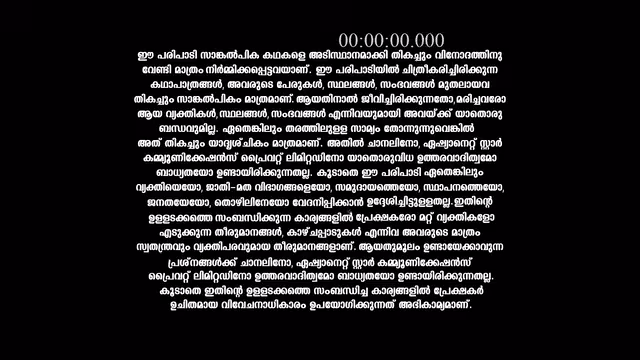 00:00:00,000
ഈ പരിപാടി സാങ്കൽപിക കഥകളെ അടിസ്ഥാനമാക്കി തികച്ചും വിനോദത്തിനു
വേണ്ടി മാത്രം നിർമ്മിക്കപ്പെട്ടവയാണ്. ഈ പരിപാടിയിൽ ചിത്രീകരിച്ചിരിക്കുന്ന
കഥാപാത്രങ്ങൾ, അവരുടെ പേരുകൾ, സ്ഥലങ്ങൾ, സംഭവങ്ങൾ മുതലായവ
തികച്ചും സാങ്കൽപികം മാത്രമാണ്. ആയതിനാൽ ജീവിച്ചിരിക്കുന്നതോ,മരിച്ചവരോ
ആയ വ്യക്തികൾ,സ്ഥലങ്ങൾ,സംഭവങ്ങൾ എന്നിവയുമായി അവയ്ക്ക് യാതൊരു
ബന്ധവുമില്ല. ഏതെങ്കിലും തരത്തിലുളള സാമ്യം തോന്നുന്നുവെങ്കിൽ
അത് തികച്ചും യാദൃശ്ചികം മാത്രമാണ്. അതിൽ ചാനലിനോ, ഏഷ്യാനെറ്റ് സ്റ്റാർ
കമ്മ്യൂണിക്കേഷൻസ് പ്രൈവറ്റ് ലിമിറ്റഡിനോ യാതൊരുവിധ ഉത്തരവാദിത്വമോ
ബാധ്യതയോ ഉണ്ടായിരിക്കുന്നതല്ല. കൂടാതെ ഈ പരിപാടി ഏതെങ്കിലും
വ്യക്തിയെയോ, ജാതി-മത വിഭാഗങ്ങളെയോ, സമുദായത്തെയോ, സ്ഥാപനത്തെയോ,
ജനതയേയോ, തൊഴിലിനേയോ വേദനിപ്പിക്കാൻ ഉദ്ദേശിച്ചിട്ടുളളതല്ല.ഇതിന്റെ
ഉളളടക്കത്തെ സംബന്ധിക്കുന്ന കാര്യങ്ങളിൽ പ്രേക്ഷകരോ മറ്റ് വ്യക്തികളോ
എടുക്കുന്ന തീരുമാനങ്ങൾ, കാഴ്ചപ്പാടുകൾ എന്നിവ അവരുടെ മാത്രം
സ്വതന്ത്രവും വ്യക്തിപരവുമായ തീരുമാനങ്ങളാണ്. ആയതുമൂലം ഉണ്ടായേക്കാവുന്ന
പ്രശ്നങ്ങൾക്ക് ചാനലിനോ, ഏഷ്യാനെറ്റ് സ്റ്റാർ കമ്മ്യൂണിക്കേഷൻസ്
പ്രൈവറ്റ് ലിമിറ്റഡിനോ ഉത്തരവാദിത്വമോ ബാധ്യതയോ ഉണ്ടായിരിക്കുന്നതല്ല.
കൂടാതെ ഇതിന്റെ ഉളളടക്കത്തെ സംബന്ധിച്ച കാര്യങ്ങളിൽ പ്രേക്ഷകർ
ഉചിതമായ വിവേചനാധികാരം ഉപയോഗിക്കുന്നത് അഭികാമ്യമാണ്.